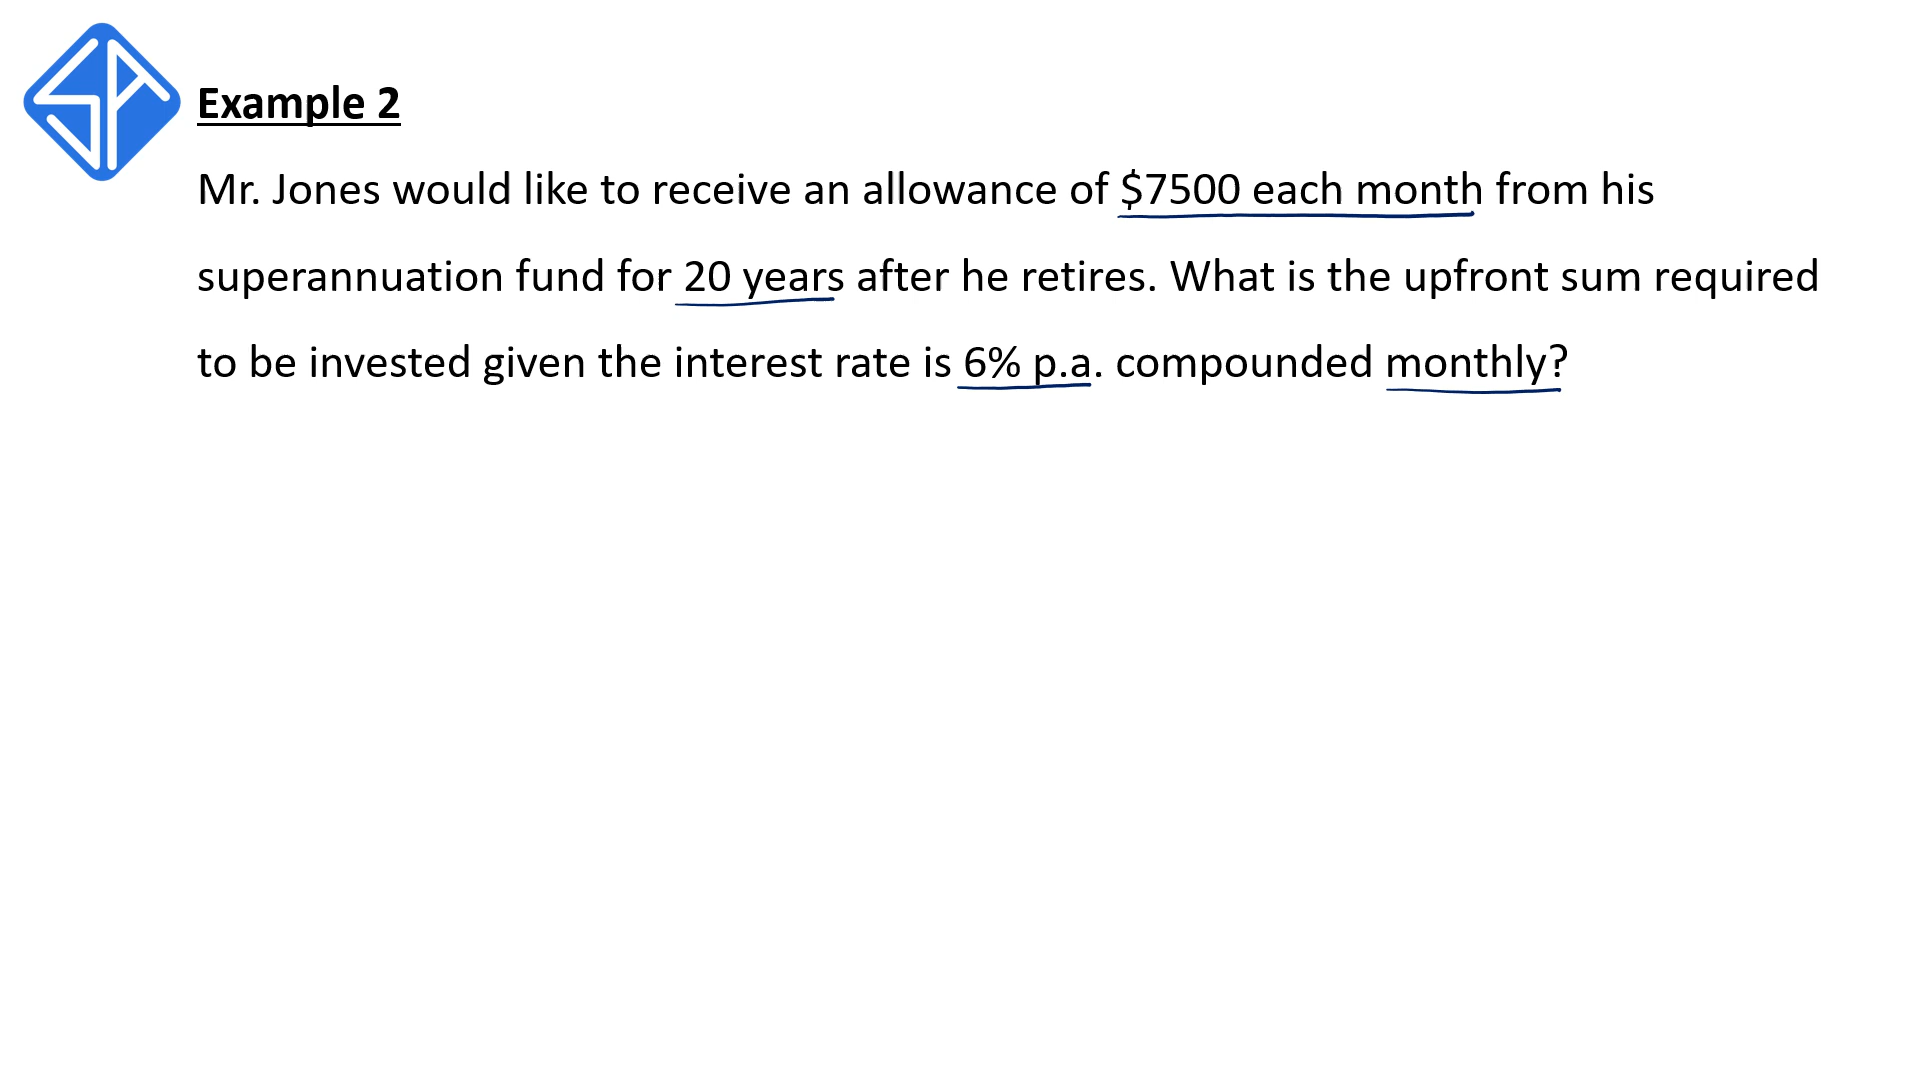 Example 2
Mr. Jones would like to receive an allowance of $7500 each month from his
superannuation fund for 20 years after he retires. What is the upfront sum required
to be invested given the interest rate is 6% p.a. compounded monthly?